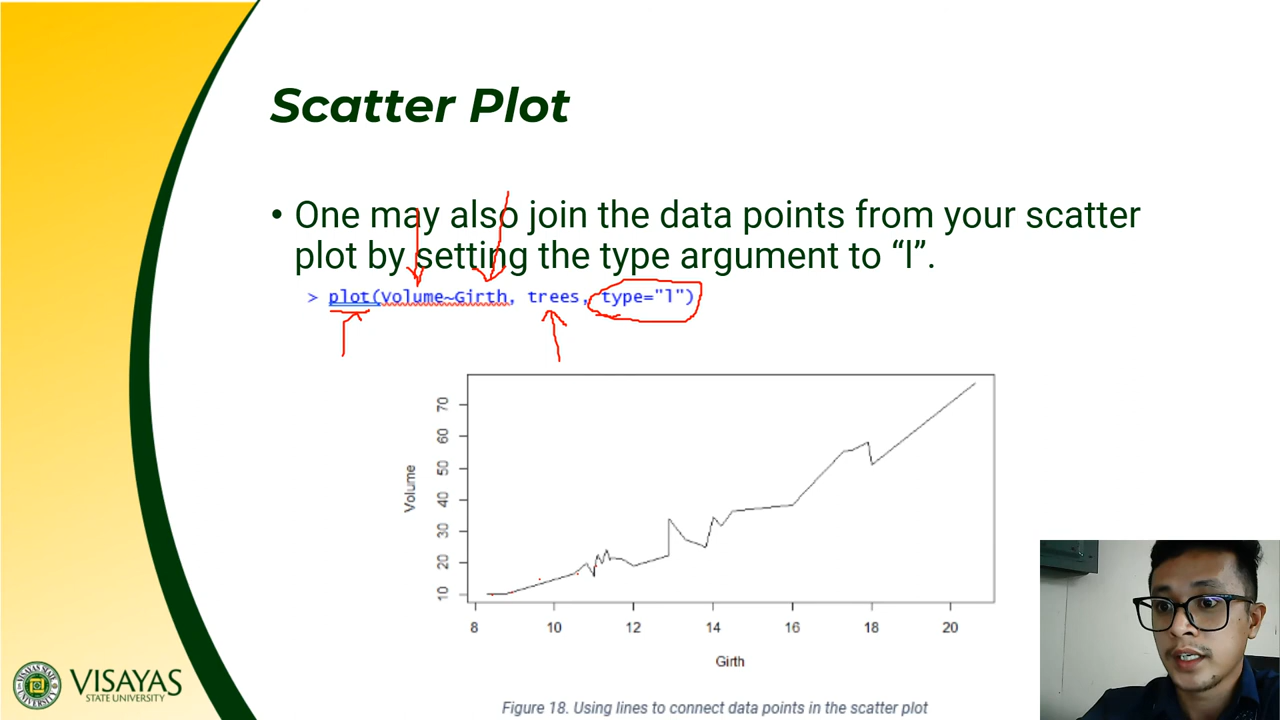 Scatter Plot
• One may also join the data points from your scatter
plot by setting the type argument to “l”.
> plot(Volume~Girth, trees, type="l")
70
60
50
40
30
20
10
Volume
8 10 12 14 16 18 20
Girth
Figure 18. Using lines to connect data points in the scatter plot
VISAYAS
STATE UNIVERSITY